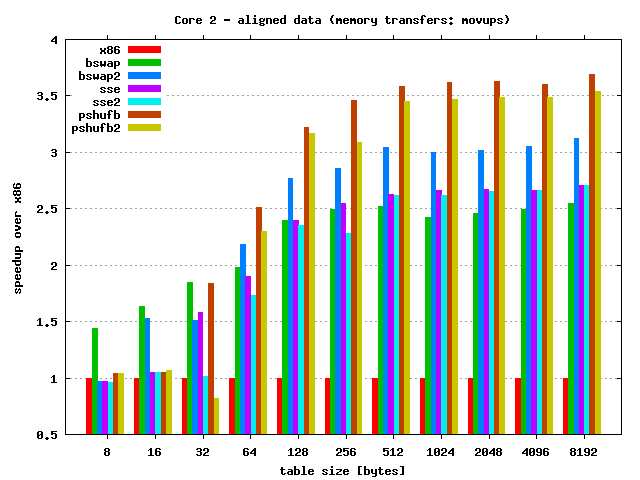 Core 2 - aligned data (memory transfers: movups)
4
3.5
3
2.5
2
1.5
1
0.5
speedup over x86
x86
bswap
bswap2
sse
sse2
pshufb
pshufb2
8 16 32 64 128 256 512 1024 2048 4096 8192
table size [bytes]